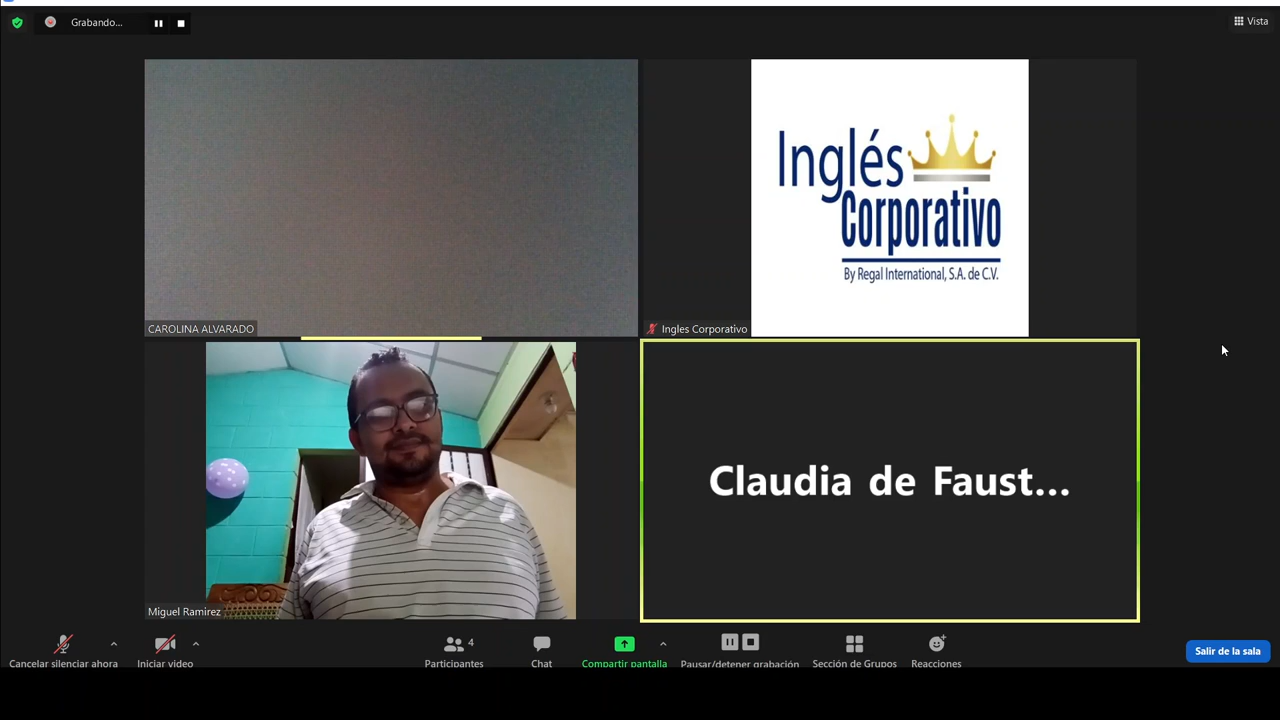 Grabando...
Vista
Inglés
Corporativo
By Regal International, S.A. de C.V.
CAROLINA ALVARADO
Ingles Corporativo
Claudia de Faust...
Miguel Ramirez
4
Cancelar silenciar ahora
Iniciar video
Participantes
Chat
Compartir pantalla
Pausar/detener grabación
Sección de Grupos
Reacciones
Salir de la sala